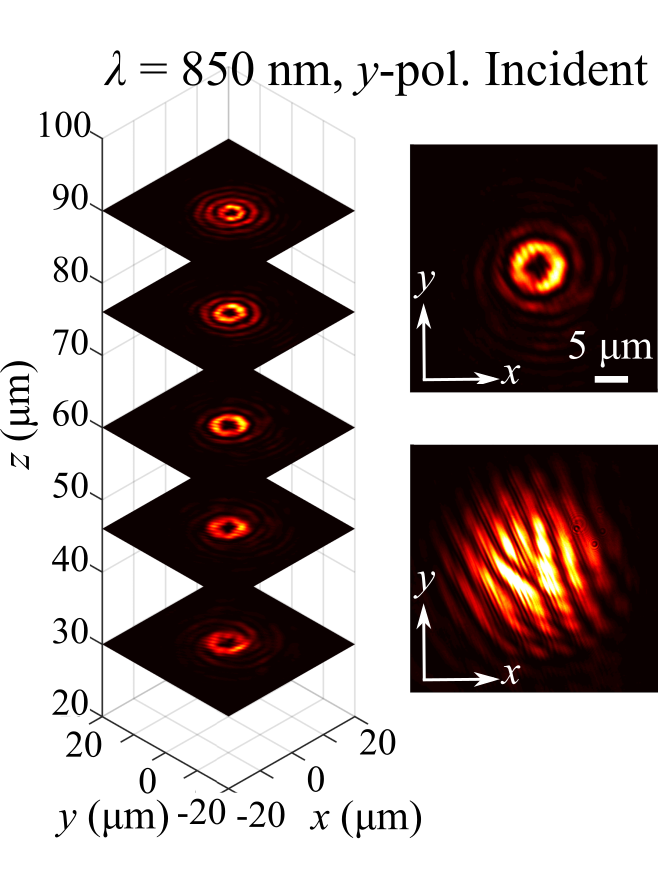 λ = 850 nm, y-pol. Incident
100
90
80
70
60
50
40
30
20
z (μm)
20
0
-20
y (μm)
-20
0
20
x (μm)
y
x
5 μm
y
x